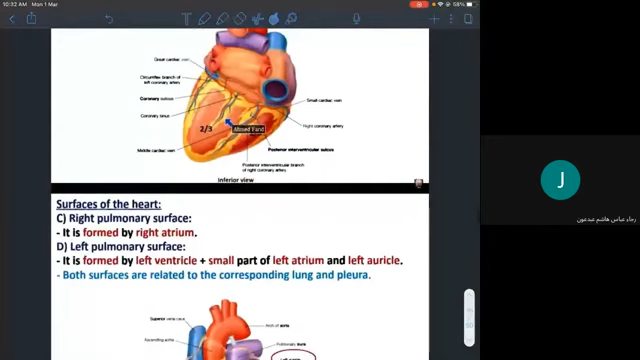 10:32 AM Mon 1 Mar
58%
Great cardiac vein
Circumflex branch of
left coronary artery
Coronary sulcus
Coronary sinus
Small cardiac vein
Right coronary artery
2/3
Posterior interventricular sulcus
Middle cardiac vein
Posterior interventricular branch
of right coronary artery
Inferior view
J
رجاء عباس هاشم عبدعون
Surfaces of the heart:
C) Right pulmonary surface:
- It is formed by right atrium.
D) Left pulmonary surface:
- It is formed by left ventricle + small part of left atrium and left auricle.
- Both surfaces are related to the corresponding lung and pleura.
50
Superior vena cava
Arch of aorta
Ascending aorta
Pulmonary trunk
Left auricle